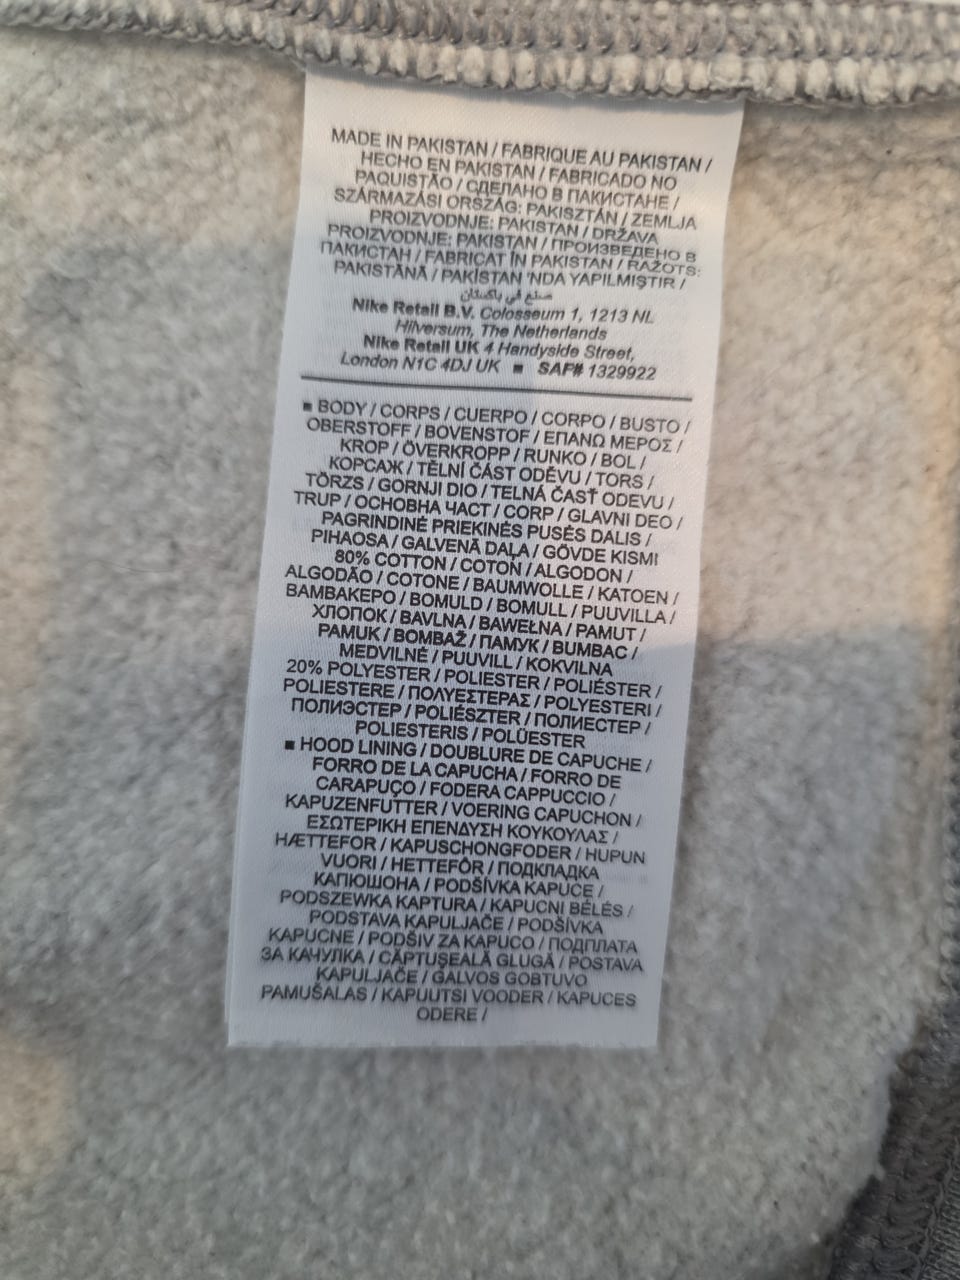 MADE IN PAKISTAN / FABRIQUE AU PAKISTAN /
HECHO EN PAKISTAN / FABRICADO NO
PAQUISTÃO / СДЕЛАНО В ПАКИСТАНЕ /
SZÁRMAZÁSI ORSZÁG: PAKISZTÁN / ZEMLJA
PROIZVODNJE: PAKISTAN / DRŽAVA
PROIZVODNJE: PAKISTAN / ПРОИЗВЕДЕНО В
ПАКИСТАН / FABRICAT ÎN PAKISTAN / RAŽOTS:
PAKISTĀNĀ / PAKİSTAN 'NDA YAPILMIŞTIR /
صنع في باكستان
Nike Retail B.V. Colosseum 1, 1213 NL
Hilversum, The Netherlands
Nike Retail UK 4 Handyside Street,
London N1C 4DJ UK ■ SAF# 1329922
■ BODY / CORPS / CUERPO / CORPO / BUSTO /
OBERSTOFF / BOVENSTOF / ΕΠΑΝΩ ΜΕΡΟΣ /
KROP / ÖVERKROPP / RUNKO / BOL /
КОРСАЖ / TĚLNÍ ČÁST ODĚVU / TORS /
TÖRZS / GORNJI DIO / TELNÁ ČASŤ ODEVU /
TRUP / ОСНОВНА ЧАСТ / CORP / GLAVNI DEO /
PAGRINDINĖ PRIEKINĖS PUSĖS DALIS /
PIHAOSA / GALVENĀ DAĻA / GÖVDE KISMI
80% COTTON / COTON / ALGODON /
ALGODÃO / COTONE / BAUMWOLLE / KATOEN /
ΒΑΜΒΑΚΕΡΟ / BOMULD / BOMULL / PUUVILLA /
ХЛОПОК / BAVLNA / BAWEŁNA / PAMUT /
PAMUK / BOMBAŽ / ПАМУК / BUMBAC /
MEDVILNĖ / PUUVILL / KOKVILNA
20% POLYESTER / POLIESTER / POLIÉSTER /
POLIESTERE / ΠΟΛΥΕΣΤΕΡΑΣ / POLYESTERI /
ПОЛИЭСТЕР / POLIÉSZTER / ПОЛИЕСТЕР /
POLIESTERIS / POLÜESTER
■ HOOD LINING / DOUBLURE DE CAPUCHE /
FORRO DE LA CAPUCHA / FORRO DE
CARAPUÇO / FODERA CAPPUCCIO /
KAPUZENFUTTER / VOERING CAPUCHON /
ΕΣΩΤΕΡΙΚΗ ΕΠΕΝΔΥΣΗ ΚΟΥΚΟΥΛΑΣ /
HÆTTEFOR / KAPUSCHONGFODER / HUPUN
VUORI / HETTEFÔR / ПОДКЛАДКА
КАПЮШОНА / PODŠÍVKA KAPUCE /
PODSZEWKA KAPTURA / KAPUCNI BÉLÉS /
PODSTAVA KAPULJAČE / PODŠÍVKA
KAPUCNE / PODŠIV ZA KAPUCO / ПОДПЛАТА
ЗА КАЧУЛКА / CĂPTUŞEALĂ GLUGĂ / POSTAVA
KAPULJAČE / GALVOS GOBTUVO
PAMUŠALAS / KAPUUTSI VOODER / KAPUCES
ODERE /